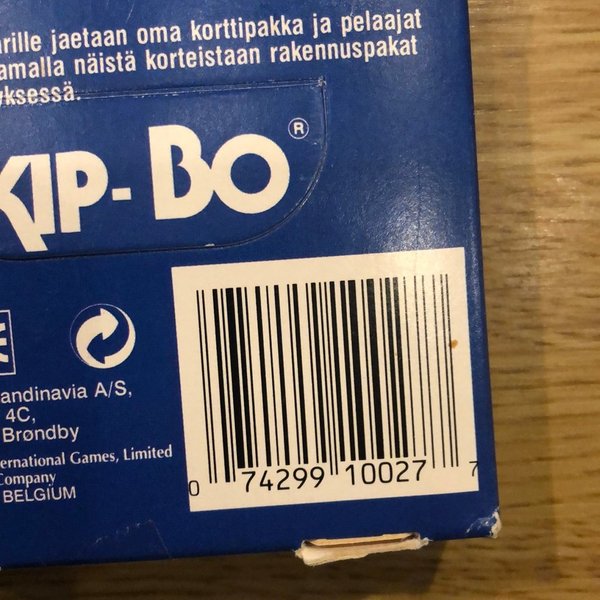 rille jaetaan oma korttipakka ja pelaajat
amalla näistä korteistaan rakennuspakat
yksessä.
KIP-BO®
andinavia A/S,
4C,
Brøndby
ernational Games, Limited
Company
BELGIUM
0 74299 10027 7